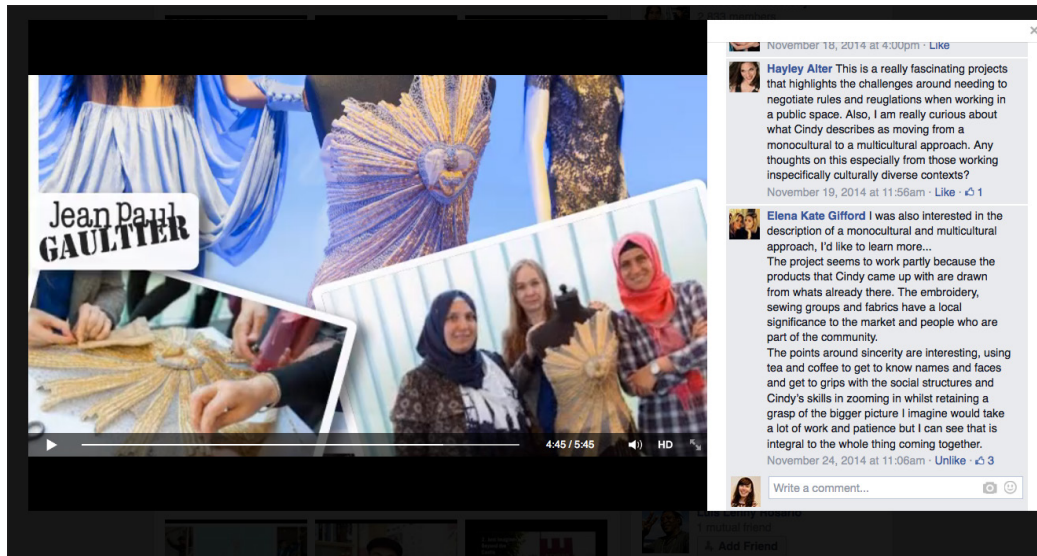 Jean Paul
GAULTIER
4:45 / 5:45
HD
November 18, 2014 at 4:00pm · Like
Hayley Alter This is a really fascinating projects
that highlights the challenges around needing to
negotiate rules and reuglations when working in
a public space. Also, I am really curious about
what Cindy describes as moving from a
monocultural to a multicultural approach. Any
thoughts on this especially from those working
inspecifically culturally diverse contexts?
November 19, 2014 at 11:56am · Like · 1
Elena Kate Gifford I was also interested in the
description of a monocultural and multicultural
approach, I'd like to learn more...
The project seems to work partly because the
products that Cindy came up with are drawn
from whats already there. The embroidery,
sewing groups and fabrics have a local
significance to the market and people who are
part of the community.
The points around sincerity are interesting, using
tea and coffee to get to know names and faces
and get to grips with the social structures and
Cindy's skills in zooming in whilst retaining a
grasp of the bigger picture I imagine would take
a lot of work and patience but I can see that is
integral to the whole thing coming together.
November 24, 2014 at 11:06am · Unlike · 3
Write a comment...
1 mutual friend
Add Friend